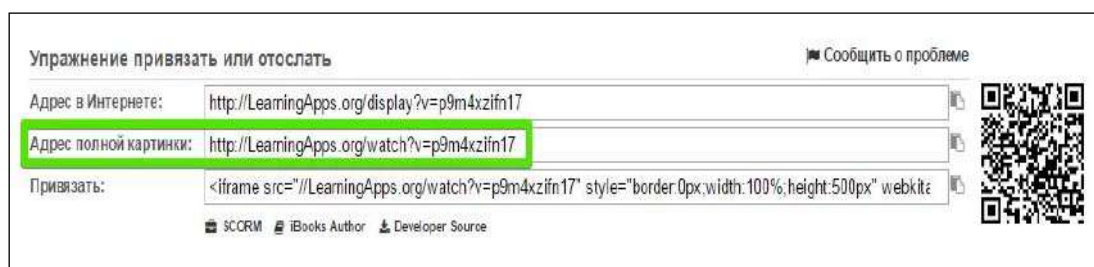 Упражнение привязать или отослать
Сообщить о проблеме
Адрес в Интернете: http://LearningApps.org/display?v=p9m4xzifn17
Адрес полной картинки: http://LearningApps.org/watch?v=p9m4xzifn17
Привязать: <iframe src="//LearningApps.org/watch?v=p9m4xzifn17" style="border:0px;width:100%;height:500px" webkita
SCORM iBooks Author Developer Source